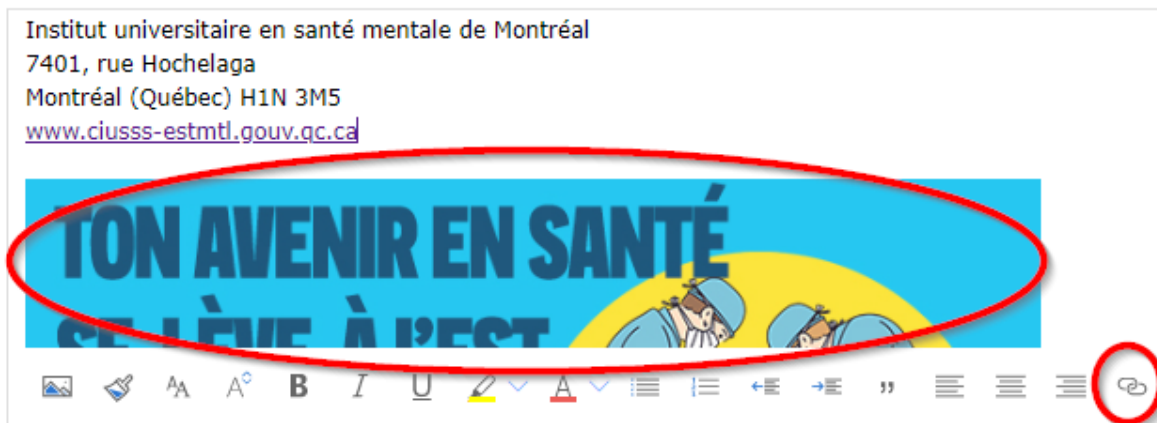 Institut universitaire en santé mentale de Montréal
7401, rue Hochelaga
Montréal (Québec) H1N 3M5
www.ciusss-estmtl.gouv.qc.ca
TON AVENIR EN SANTÉ
SE LÈVE À L'EST